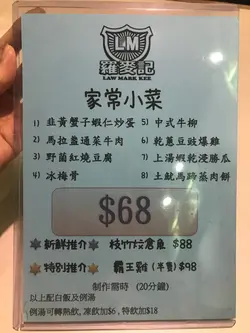 LM
羅麥記
LAW MARK KEE
家常小菜
1) 韭黃蟹子蝦仁炒蛋
2) 馬拉盞通菜牛肉
3) 野菌紅燒豆腐
4) 冰梅骨
5) 中式牛柳
6) 乾蔥豆豉爆雞
7) 上湯蝦乾浸勝瓜
8) 土魷馬蹄蒸肉餅
$68
新鮮推介 枝竹炆倉魚 $88
特別推介 霸王雞(半隻)$98
制作需時 (20分鐘)
以上配白飯及例湯
例湯可轉熱飲, 凍飲加$6, 特飲加$18